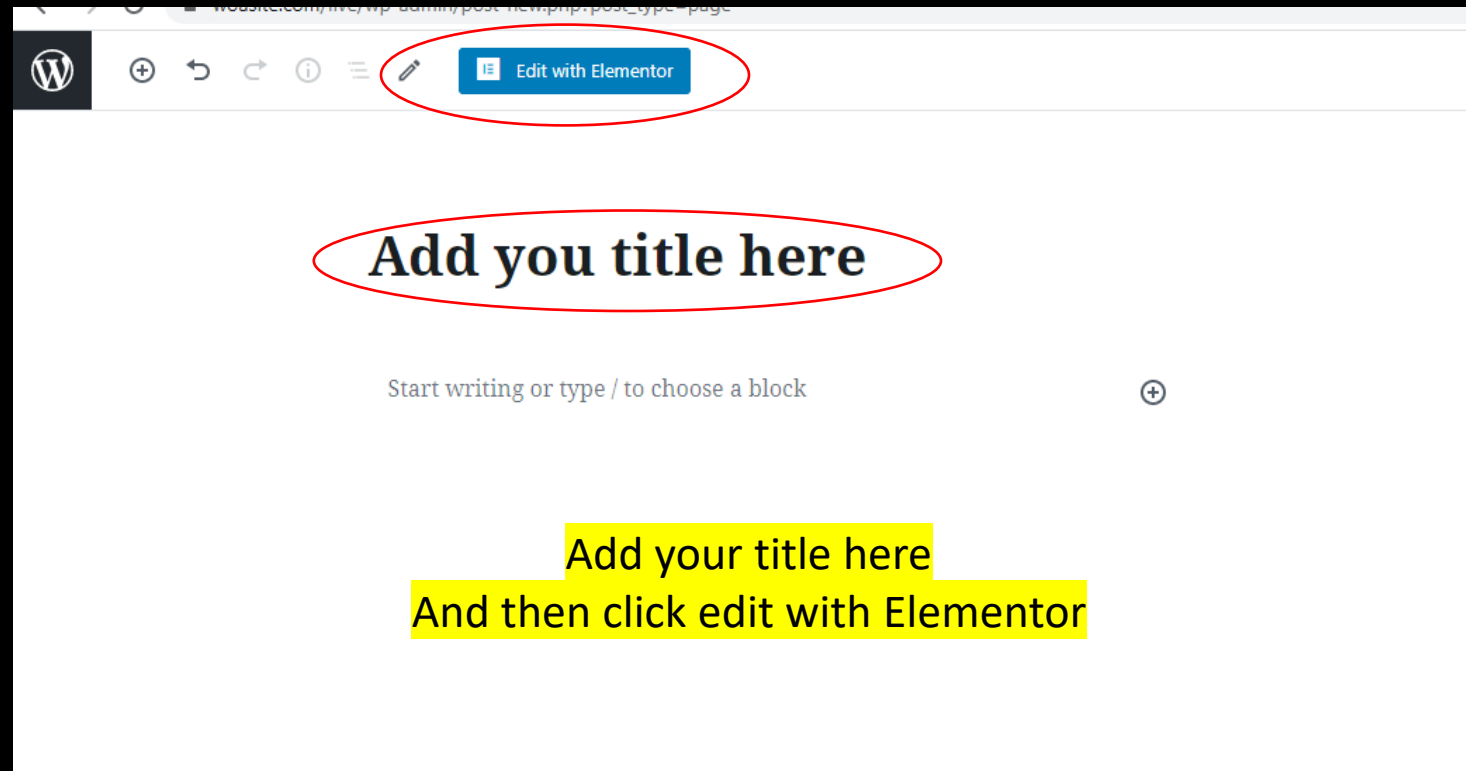 Edit with Elementor
Add you title here
Start writing or type / to choose a block
Add your title here
And then click edit with Elementor